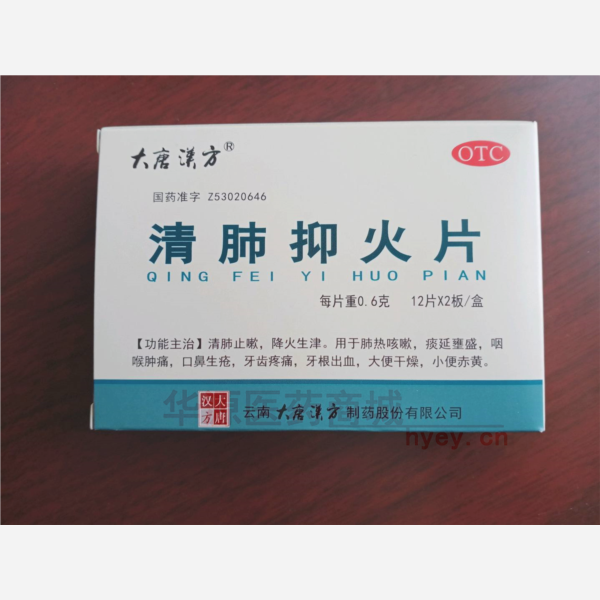 大唐漢方®
OTC
国药准字 Z53020646
清肺抑火片
QING FEI YI HUO PIAN
每片重0.6克 12片X2板/盒
【功能主治】清肺止嗽，降火生津。用于肺热咳嗽，痰延壅盛，咽
喉肿痛，口鼻生疮，牙齿疼痛，牙根出血，大便干燥，小便赤黄。
华源医药商城
大唐汉方
云南大唐漢方制药股份有限公司
hyey.cn